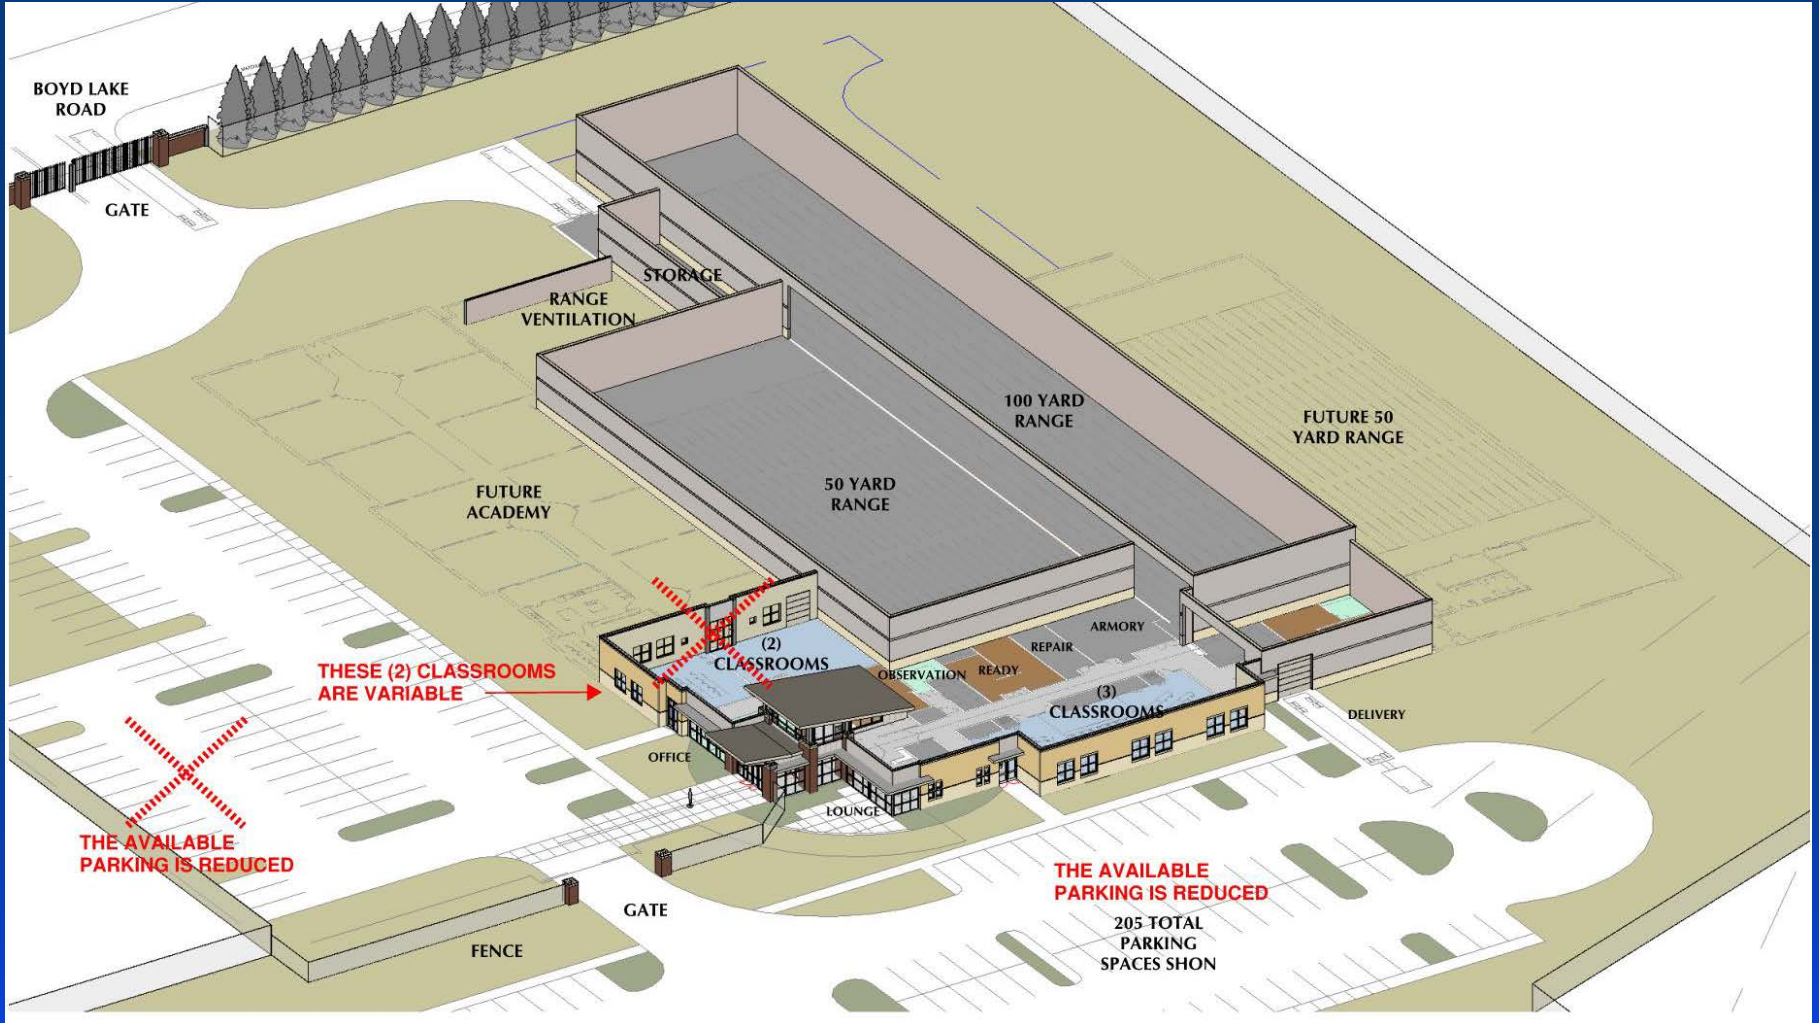 BOYD LAKE
ROAD
GATE
STORAGE
RANGE
VENTILATION
100 YARD
RANGE
FUTURE 50
YARD RANGE
50 YARD
RANGE
FUTURE
ACADEMY
ARMORY
(2)
CLASSROOMS
REPAIR
OBSERVATION
READY
THESE (2) CLASSROOMS
ARE VARIABLE
(3)
CLASSROOMS
DELIVERY
OFFICE
LOUNGE
THE AVAILABLE
PARKING IS REDUCED
THE AVAILABLE
PARKING IS REDUCED
GATE
205 TOTAL
PARKING
SPACES SHON
FENCE